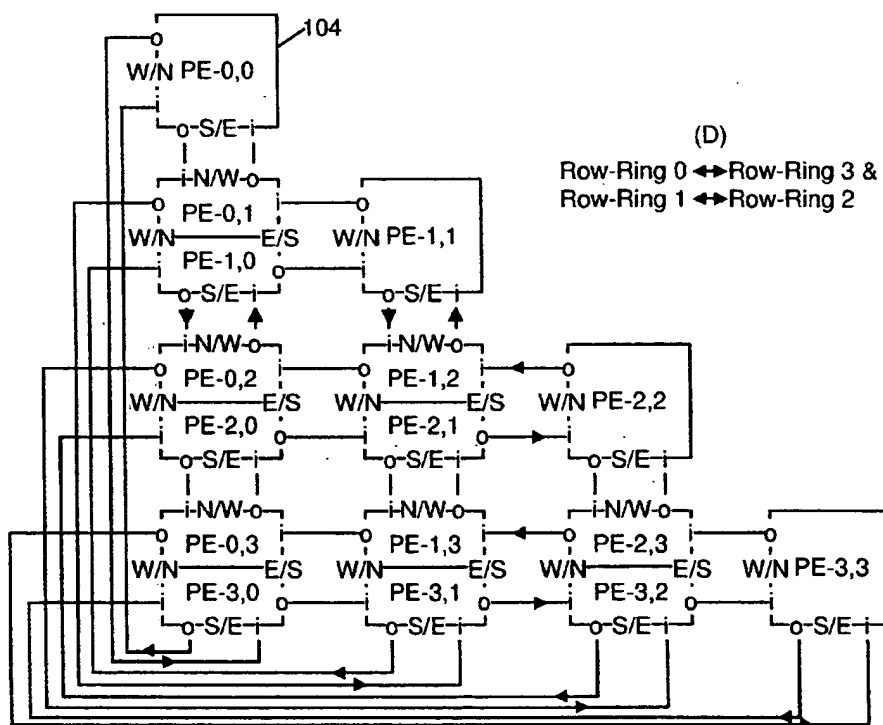 104
o
W/N PE-0,0
i
o S/E i
(D)
Row-Ring 0 ◄►Row-Ring 3 &
Row-Ring 1 ◄►Row-Ring 2
i N/W o
o PE-0,1 i o
W/N E/S W/N PE-1,1
i PE-1,0 o i
o S/E i o S/E i
i N/W o i N/W o
o PE-0,2 i o PE-1,2 i o
W/N E/S W/N E/S W/N PE-2,2
i PE-2,0 o i PE-2,1 o i
o S/E i o S/E i o S/E i
i N/W o i N/W o i N/W o
o PE-0,3 i o PE-1,3 i o PE-2,3 i o
W/N E/S W/N E/S W/N E/S W/N PE-3,3
i PE-3,0 o i PE-3,1 o i PE-3,2 o i
o S/E i o S/E i o S/E i o S/E i